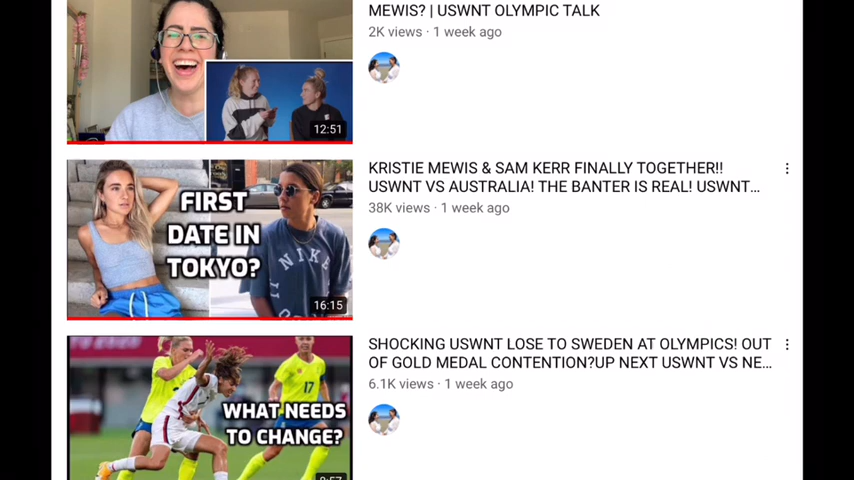 MEWIS? | USWNT OLYMPIC TALK
2K views · 1 week ago
12:51
KRISTIE MEWIS & SAM KERR FINALLY TOGETHER!!
USWNT VS AUSTRALIA! THE BANTER IS REAL! USWNT...
38K views · 1 week ago
FIRST
DATE IN
TOKYO?
NIKE
16:15
SHOCKING USWNT LOSE TO SWEDEN AT OLYMPICS! OUT
OF GOLD MEDAL CONTENTION?UP NEXT USWNT VS NE...
6.1K views · 1 week ago
17
WHAT NEEDS
TO CHANGE?